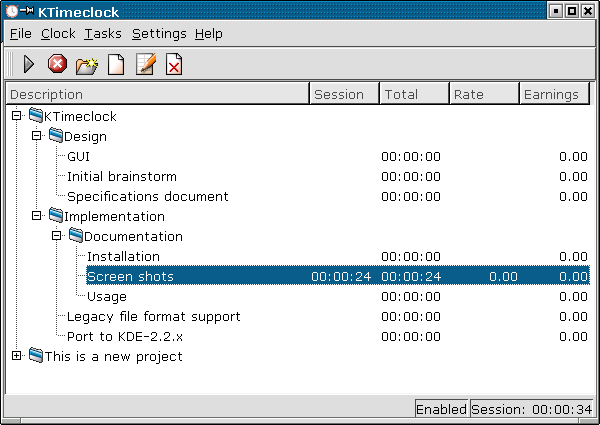 KTimeclock
File Clock Tasks Settings Help
Description Session Total Rate Earnings
KTimeclock
Design
GUI 00:00:00 0.00
Initial brainstorm 00:00:00 0.00
Specifications document 00:00:00 0.00
Implementation
Documentation
Installation 00:00:00 0.00
Screen shots 00:00:24 00:00:24 0.00 0.00
Usage 00:00:00 0.00
Legacy file format support 00:00:00 0.00
Port to KDE-2.2.x 00:00:00 0.00
This is a new project
Enabled Session: 00:00:34